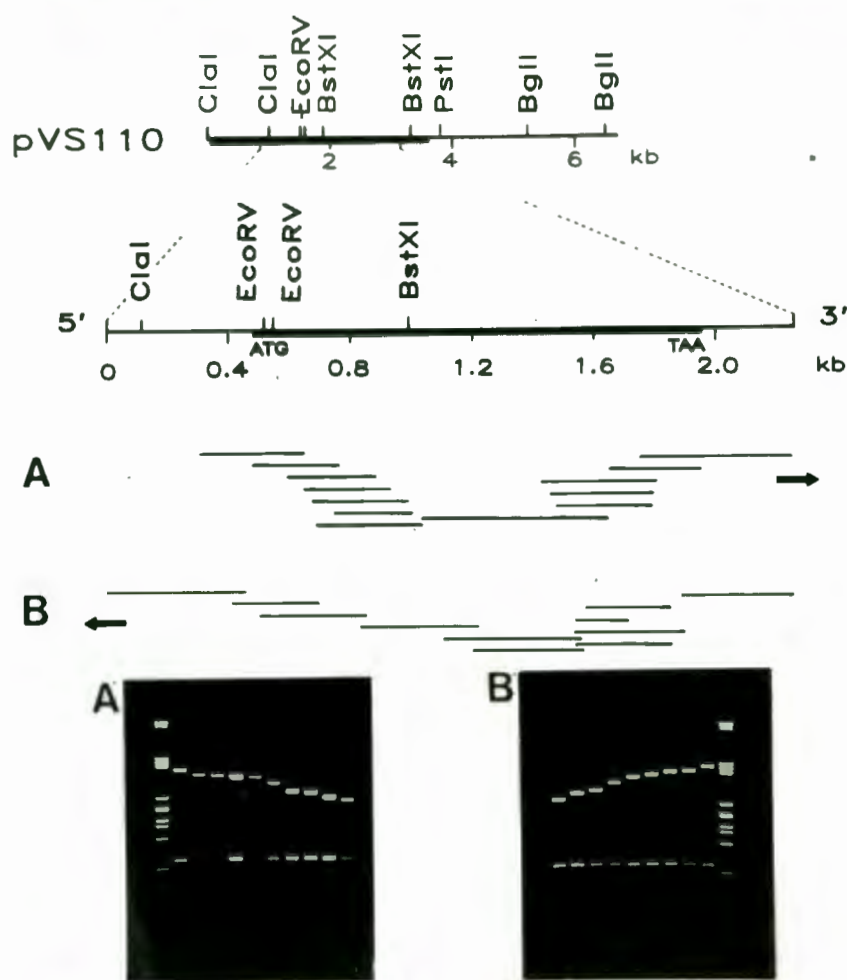 ClaI ClaI EcoRV BstXI BstXI PstI BglI BglI
pVS110
2 4 6 kb
ClaI EcoRV EcoRV BstXI
5' 3'
ATG TAA
0 0.4 0.8 1.2 1.6 2.0 kb
A
B
A B